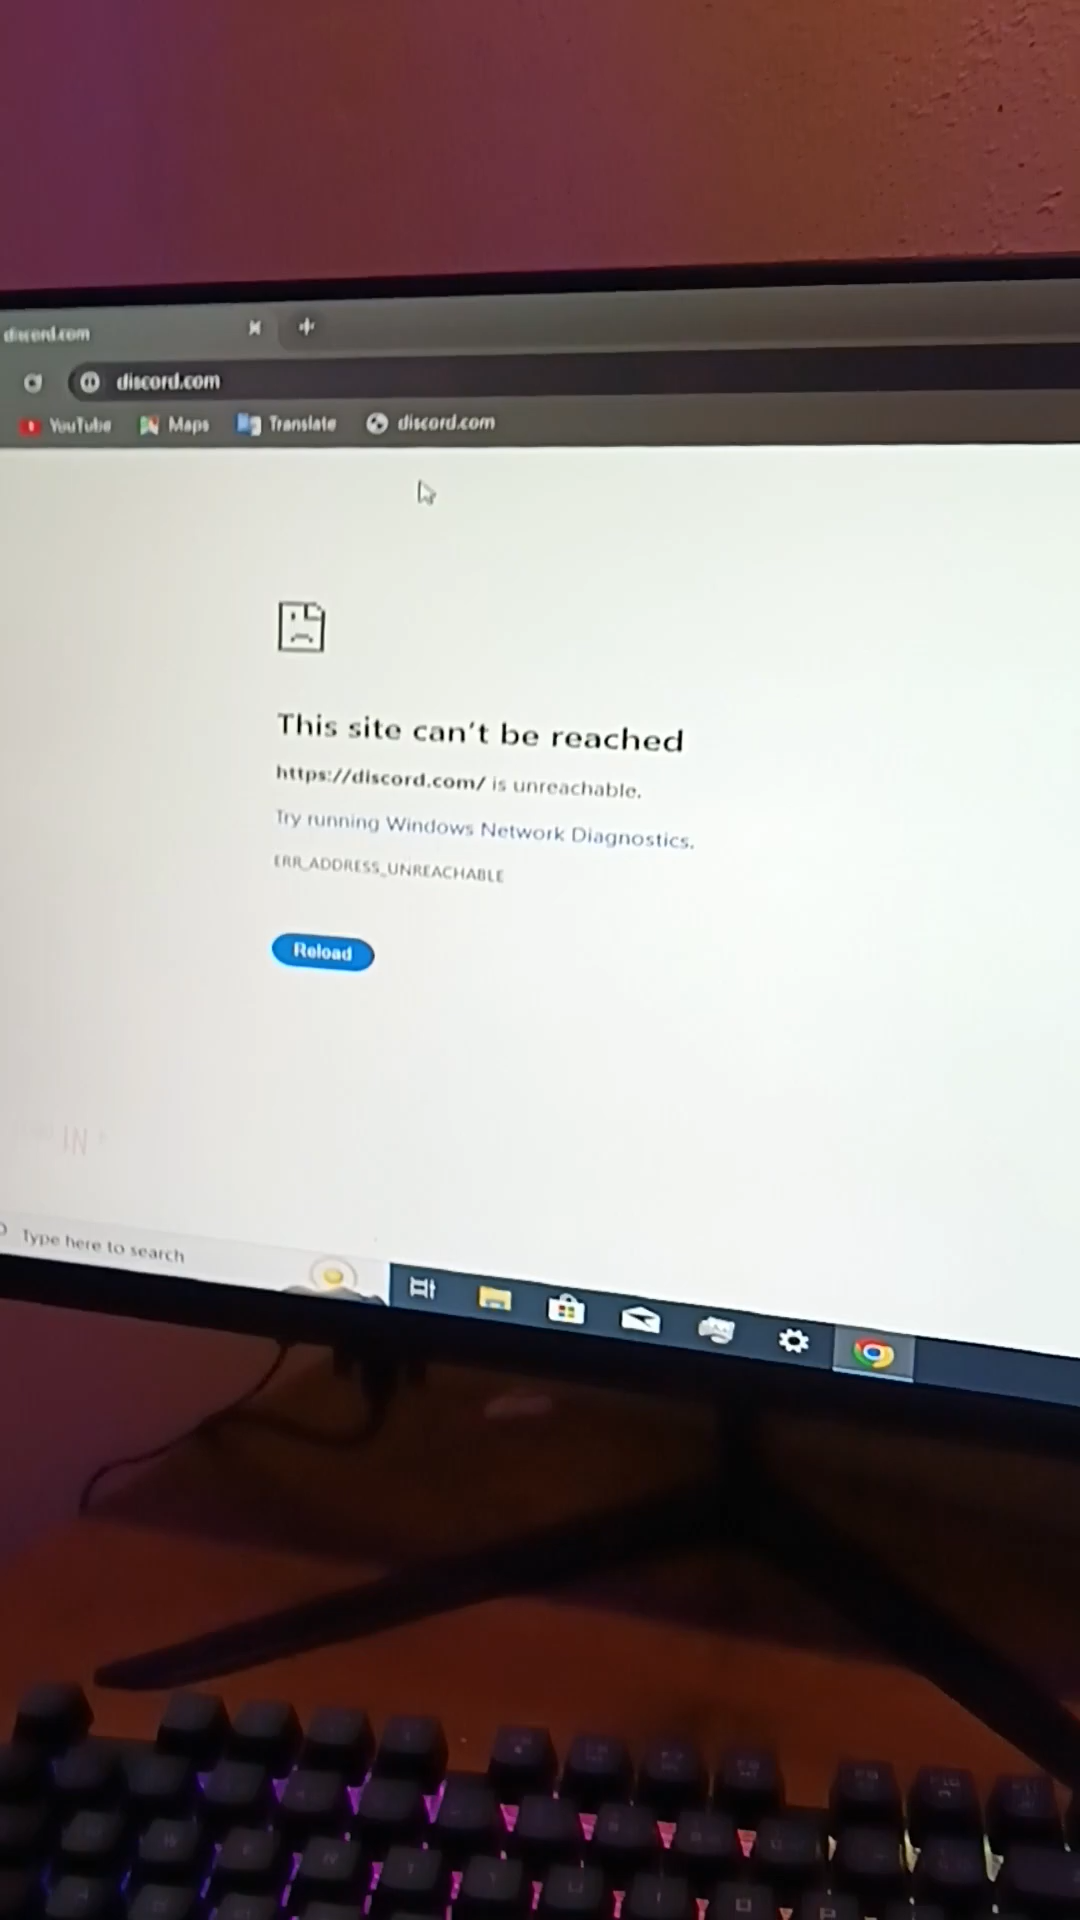 discord.com
discord.com
YouTube Maps Translate discord.com
This site can't be reached
https://discord.com/ is unreachable.
Try running Windows Network Diagnostics.
ERR_ADDRESS_UNREACHABLE
Reload
Type here to search